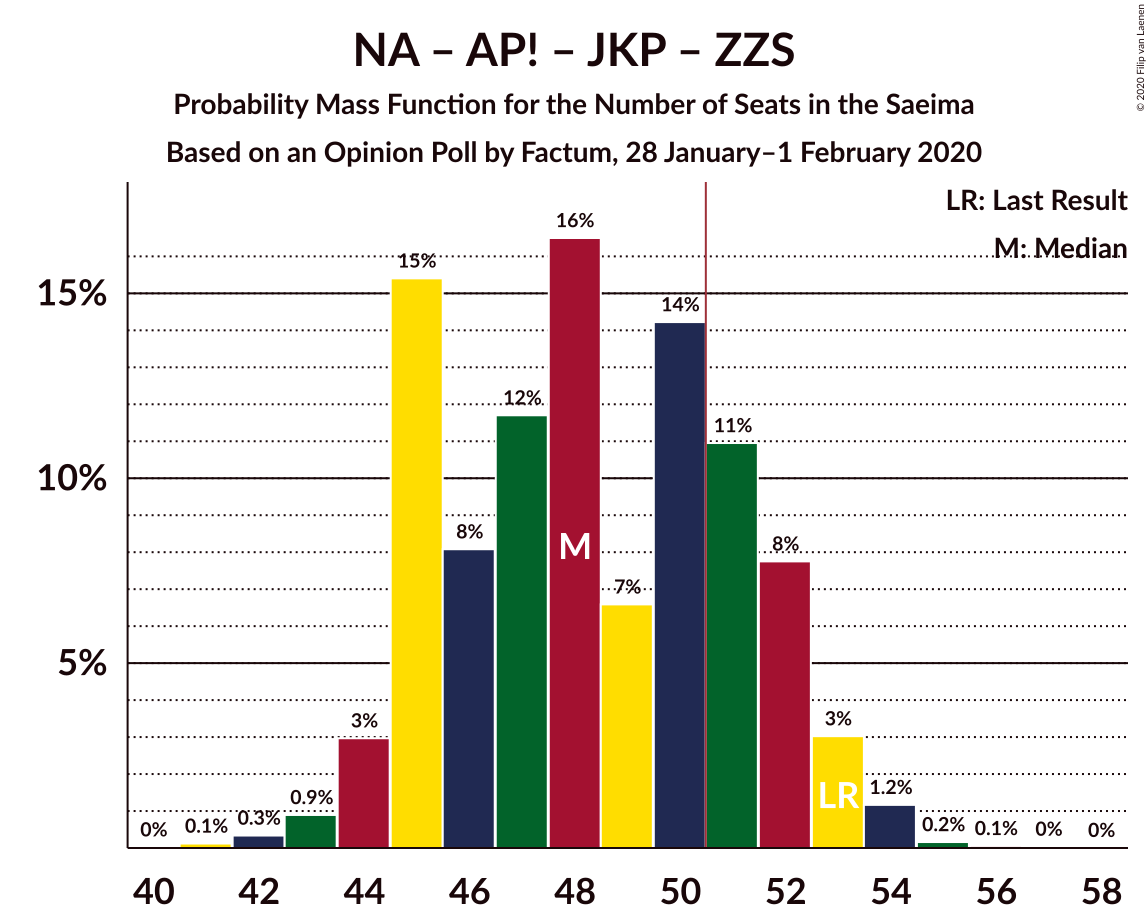 NA – AP! – JKP – ZZS
Probability Mass Function for the Number of Seats in the Saeima
Based on an Opinion Poll by Factum, 28 January–1 February 2020
© 2020 Filip van Laenen
LR: Last Result
M: Median
15%
10%
5%
0%
0.1%
0.3%
0.9%
3%
15%
8%
12%
16%
7%
14%
11%
8%
3%
1.2%
0.2%
0.1%
0%
0%
M
LR
40 42 44 46 48 50 52 54 56 58